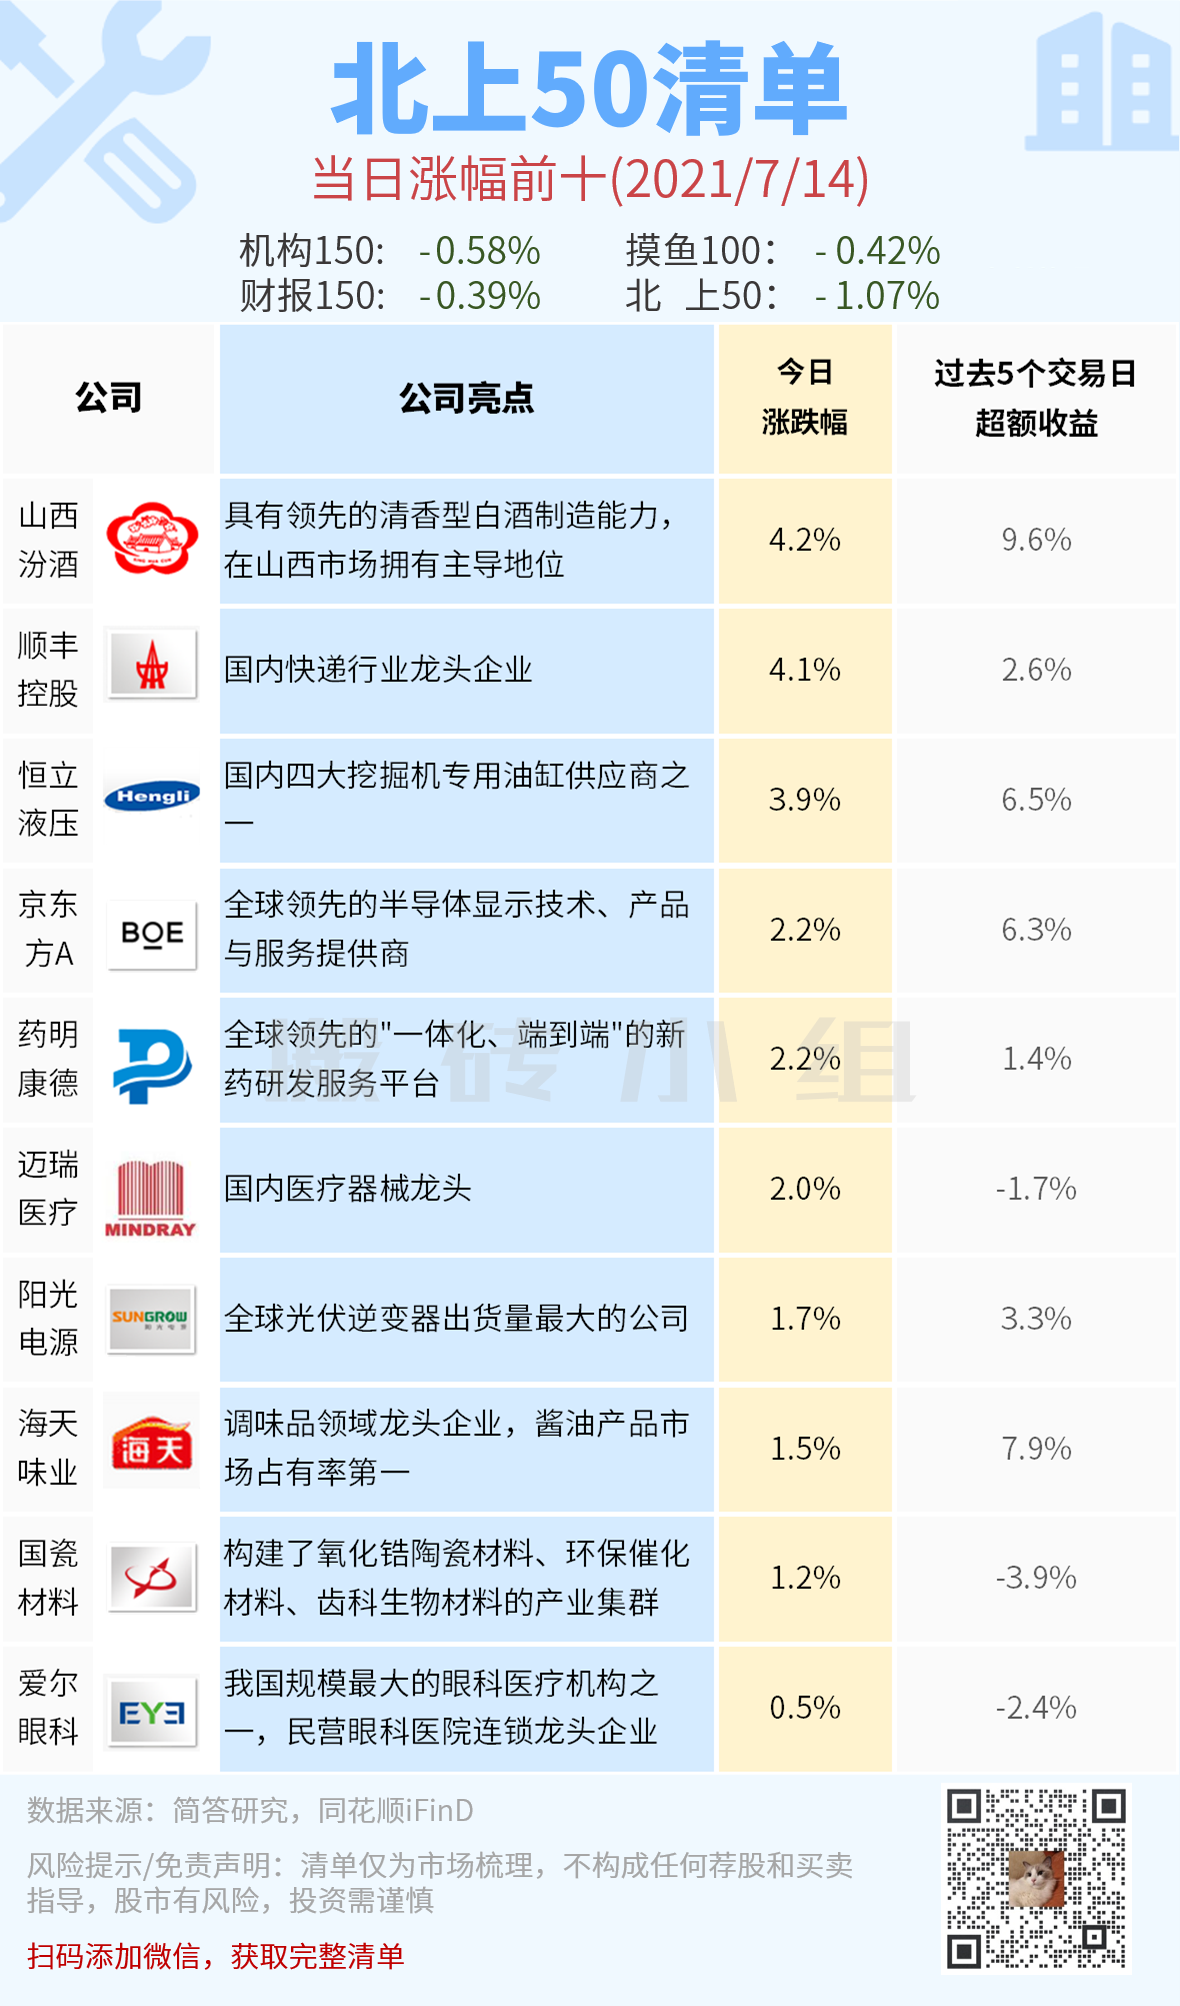 北上50清单
当日涨幅前十(2021/7/14)
机构150: -0.58% 摸鱼100： -0.42%
财报150: -0.39% 北 上50： -1.07%
公司 公司亮点 今日 涨跌幅 过去5个交易日 超额收益
山西
汾酒
具有领先的清香型白酒制造能力，
在山西市场拥有主导地位
4.2% 9.6%
顺丰
控股
国内快递行业龙头企业
4.1% 2.6%
恒立
液压
Hengli
国内四大挖掘机专用油缸供应商之
一
3.9% 6.5%
京东
方A
BOE
全球领先的半导体显示技术、产品
与服务提供商
2.2% 6.3%
药明
康德
全球领先的"一体化、端到端"的新
药研发服务平台
2.2% 1.4%
搬砖小组
迈瑞
医疗
MINDRAY
国内医疗器械龙头
2.0% -1.7%
阳光
电源
SUNGROW
阳光电源
全球光伏逆变器出货量最大的公司
1.7% 3.3%
海天
味业
海天
调味品领域龙头企业，酱油产品市
场占有率第一
1.5% 7.9%
国瓷
材料
构建了氧化锆陶瓷材料、环保催化
材料、齿科生物材料的产业集群
1.2% -3.9%
爱尔
眼科
EYE
我国规模最大的眼科医疗机构之
一，民营眼科医院连锁龙头企业
0.5% -2.4%
数据来源：简答研究，同花顺iFinD
风险提示/免责声明：清单仅为市场梳理，不构成任何荐股和买卖
指导，股市有风险，投资需谨慎
扫码添加微信，获取完整清单